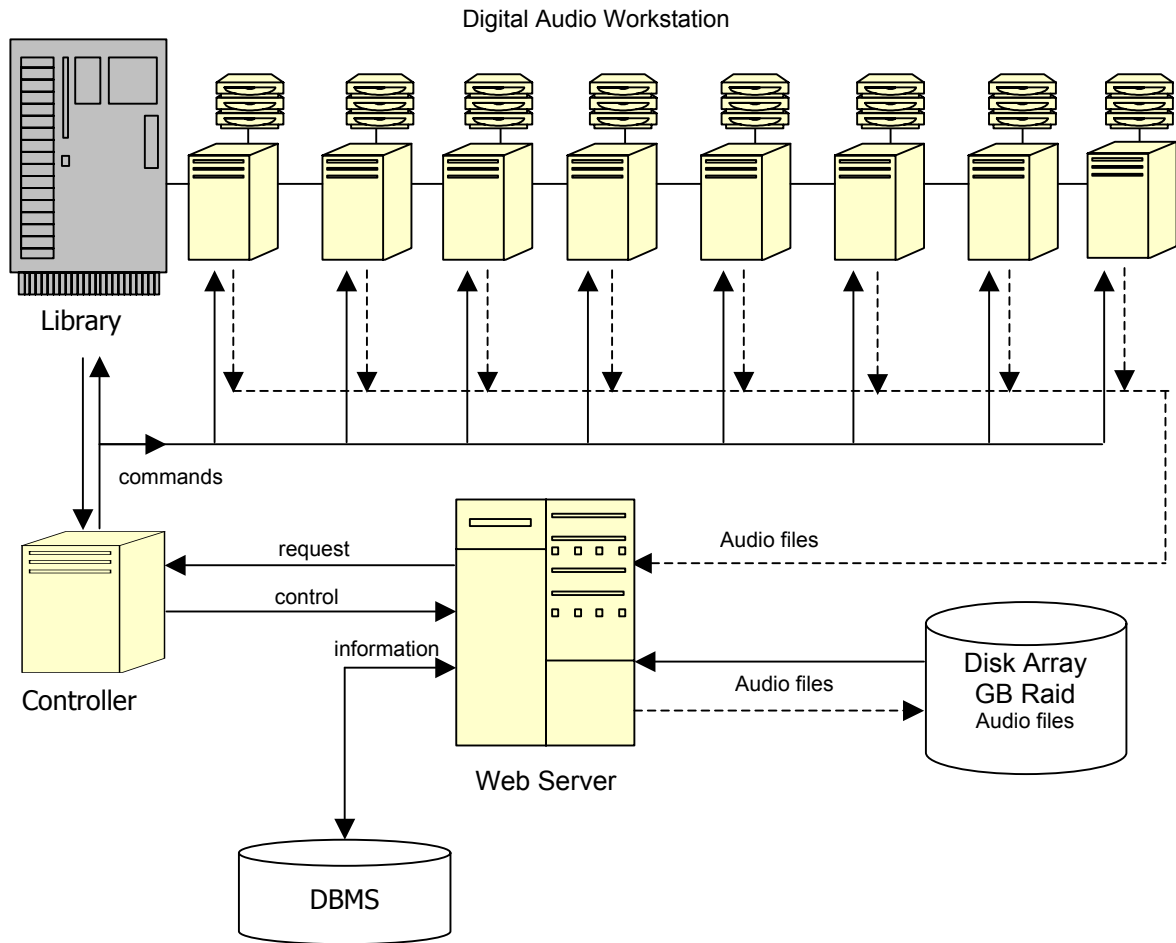 Digital Audio Workstation
Library
commands
request
Audio files
control
information
Controller
Audio files
Disk Array
GB Raid
Audio files
Web Server
DBMS